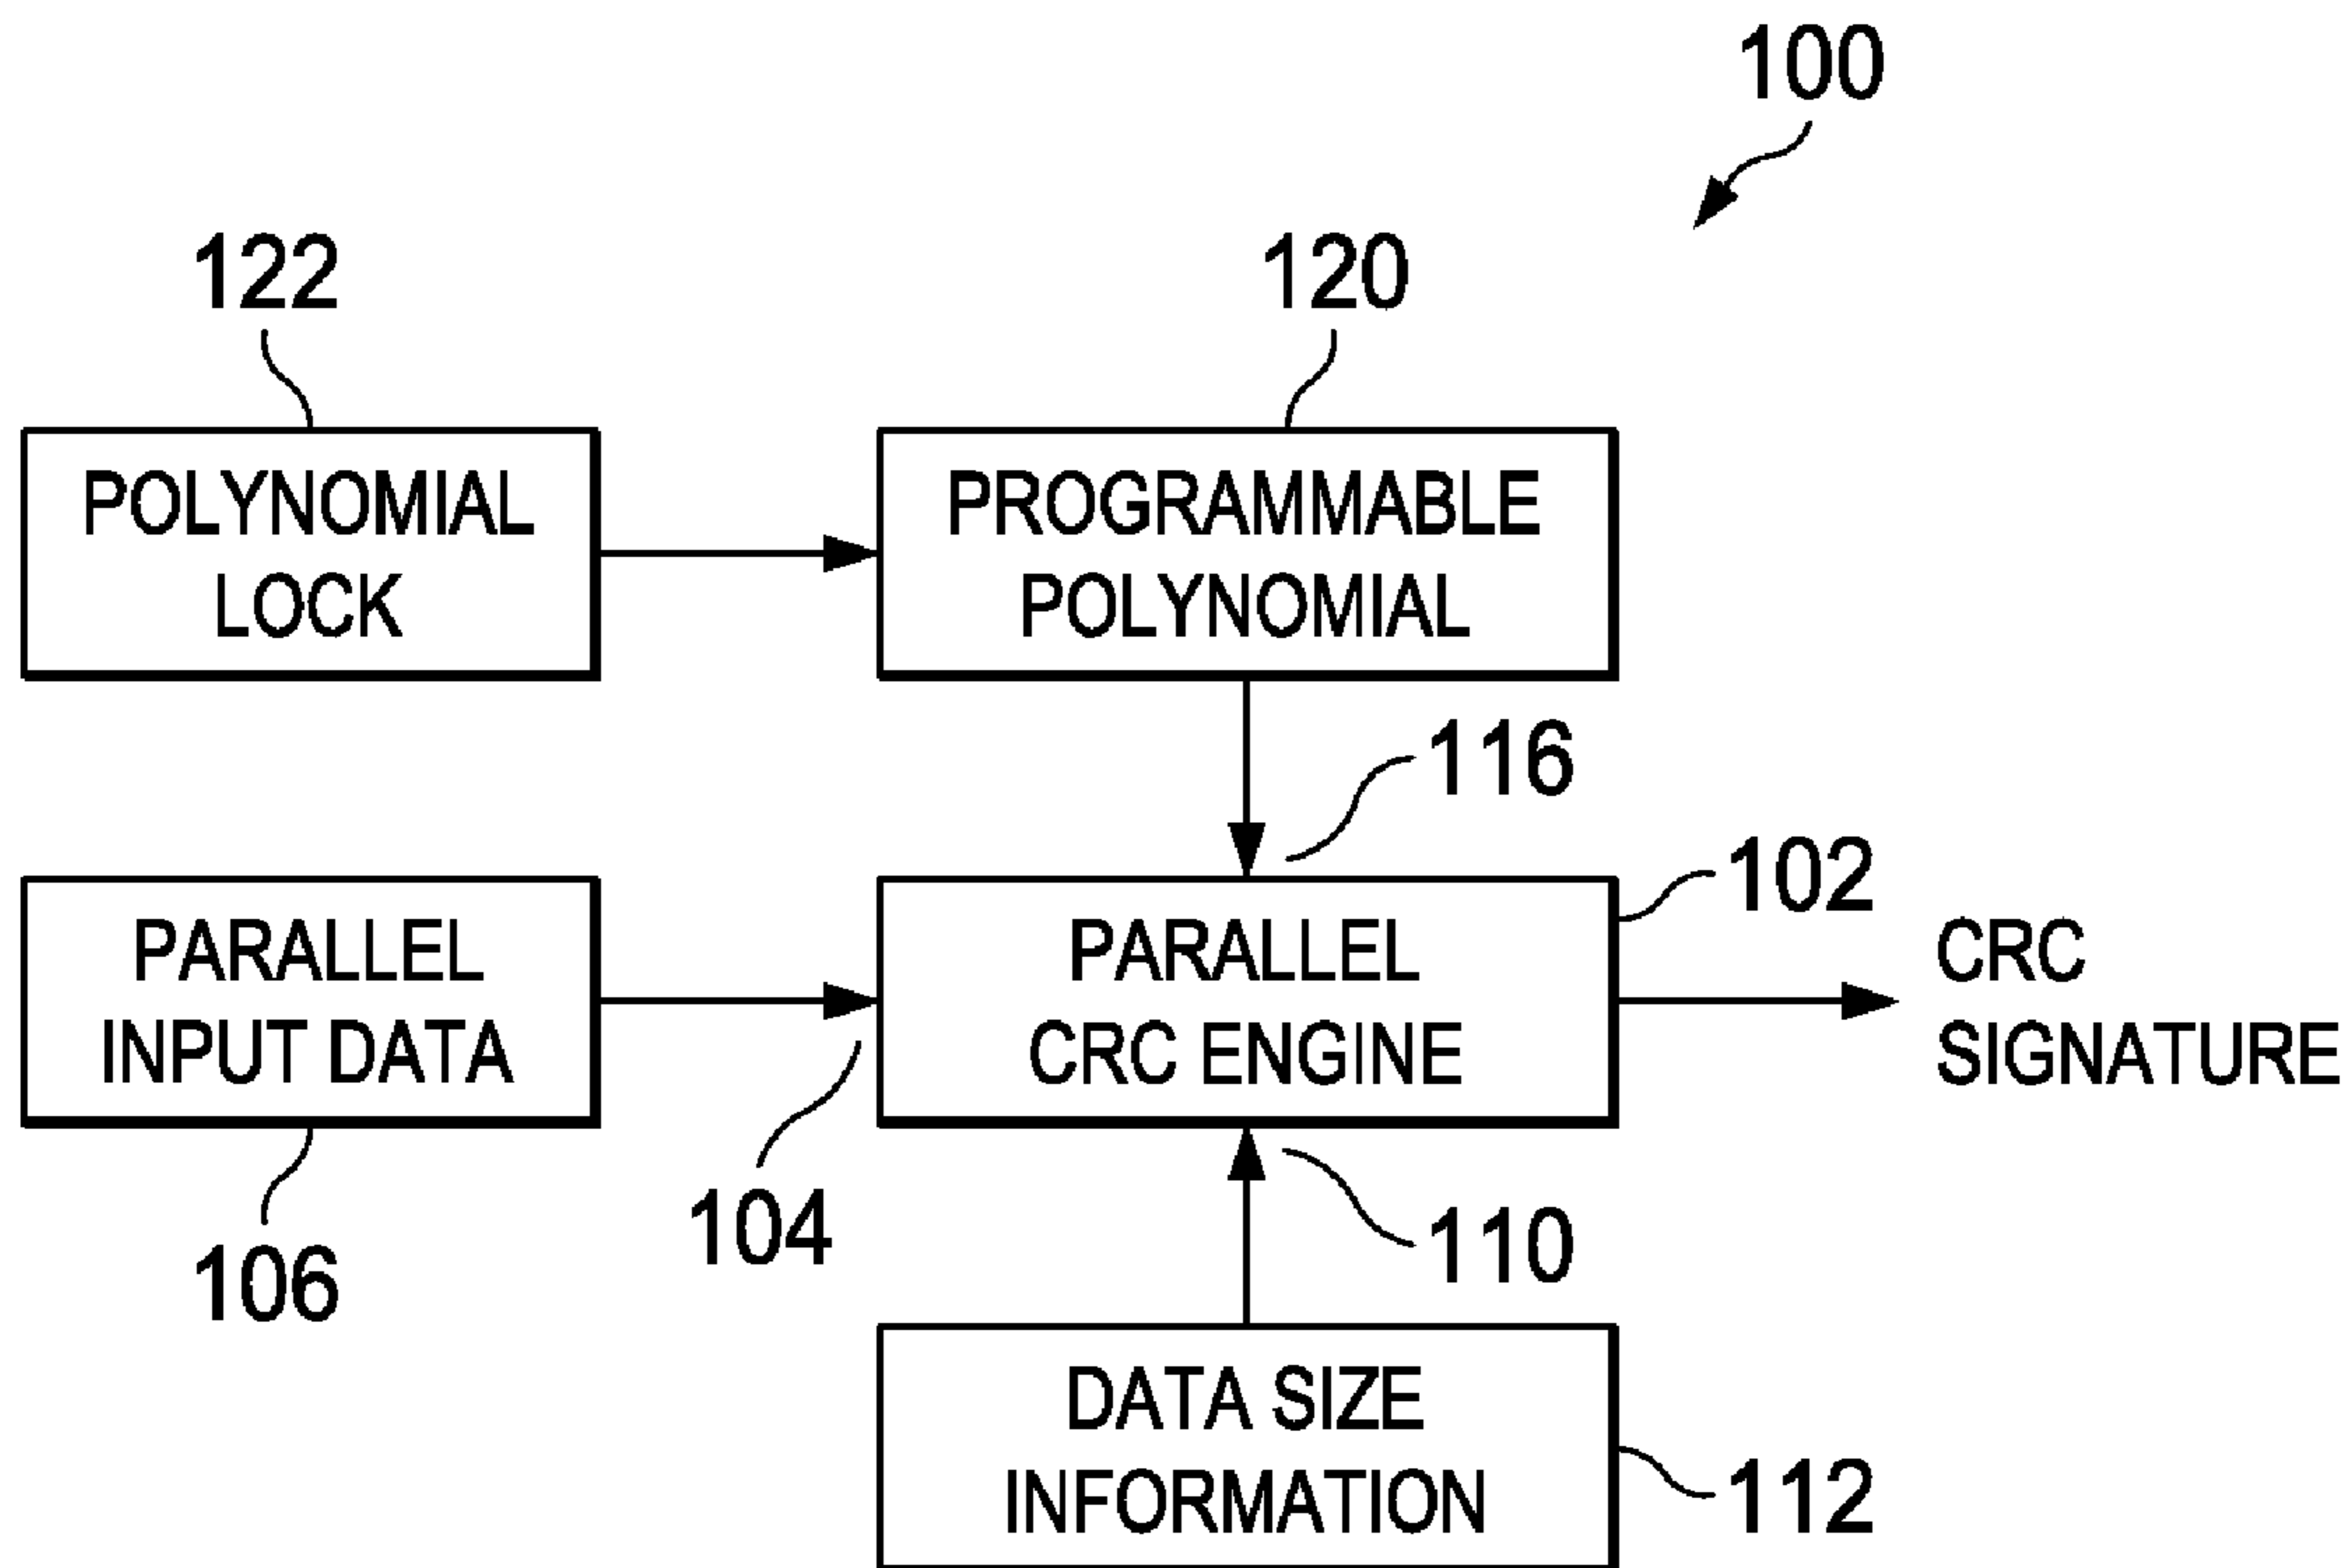 100
122
120
POLYNOMIAL
LOCK
PROGRAMMABLE
POLYNOMIAL
116
102
PARALLEL
INPUT DATA
PARALLEL
CRC ENGINE
CRC
SIGNATURE
104
106
110
DATA SIZE
INFORMATION
112